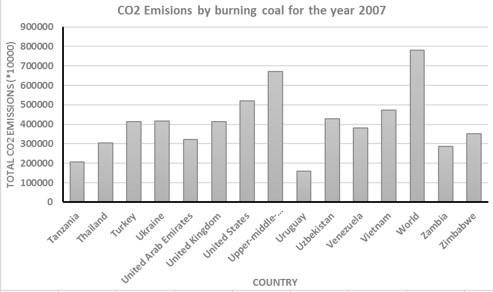 CO2 Emisions by burning coal for the year 2007
TOTAL CO2 EMISSIONS (*10000)
900000
800000
700000
600000
500000
400000
300000
200000
100000
0
Tanzania
Thailand
Turkey
Ukraine
United Arab Emirates
United Kingdom
United States
Upper-middle-...
Uruguay
Uzbekistan
Venezuela
Vietnam
World
Zambia
Zimbabwe
COUNTRY